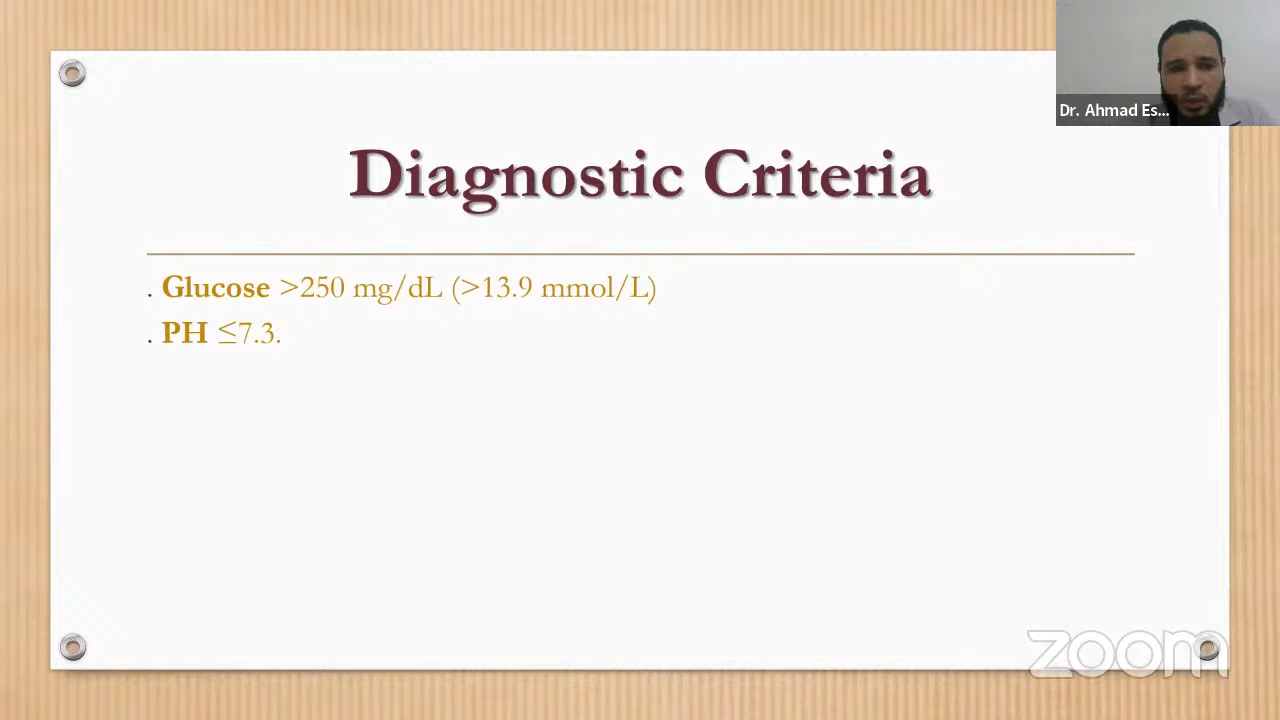 Dr. Ahmad Es...
Diagnostic Criteria
. Glucose >250 mg/dL (>13.9 mmol/L)
. PH ≤7.3.
zoom